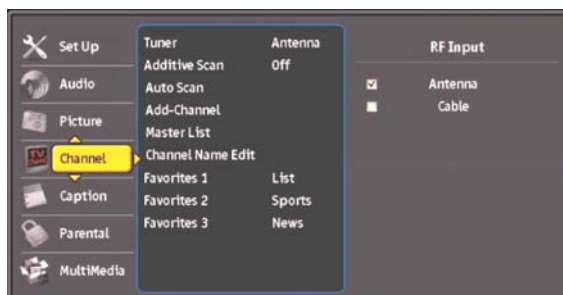 Set Up
Audio
Picture
TV
Channel
Caption
Parental
MultiMedia
Tuner Antenna
Additive Scan Off
Auto Scan
Add-Channel
Master List
Channel Name Edit
Favorites 1 List
Favorites 2 Sports
Favorites 3 News
RF Input
Antenna
Cable